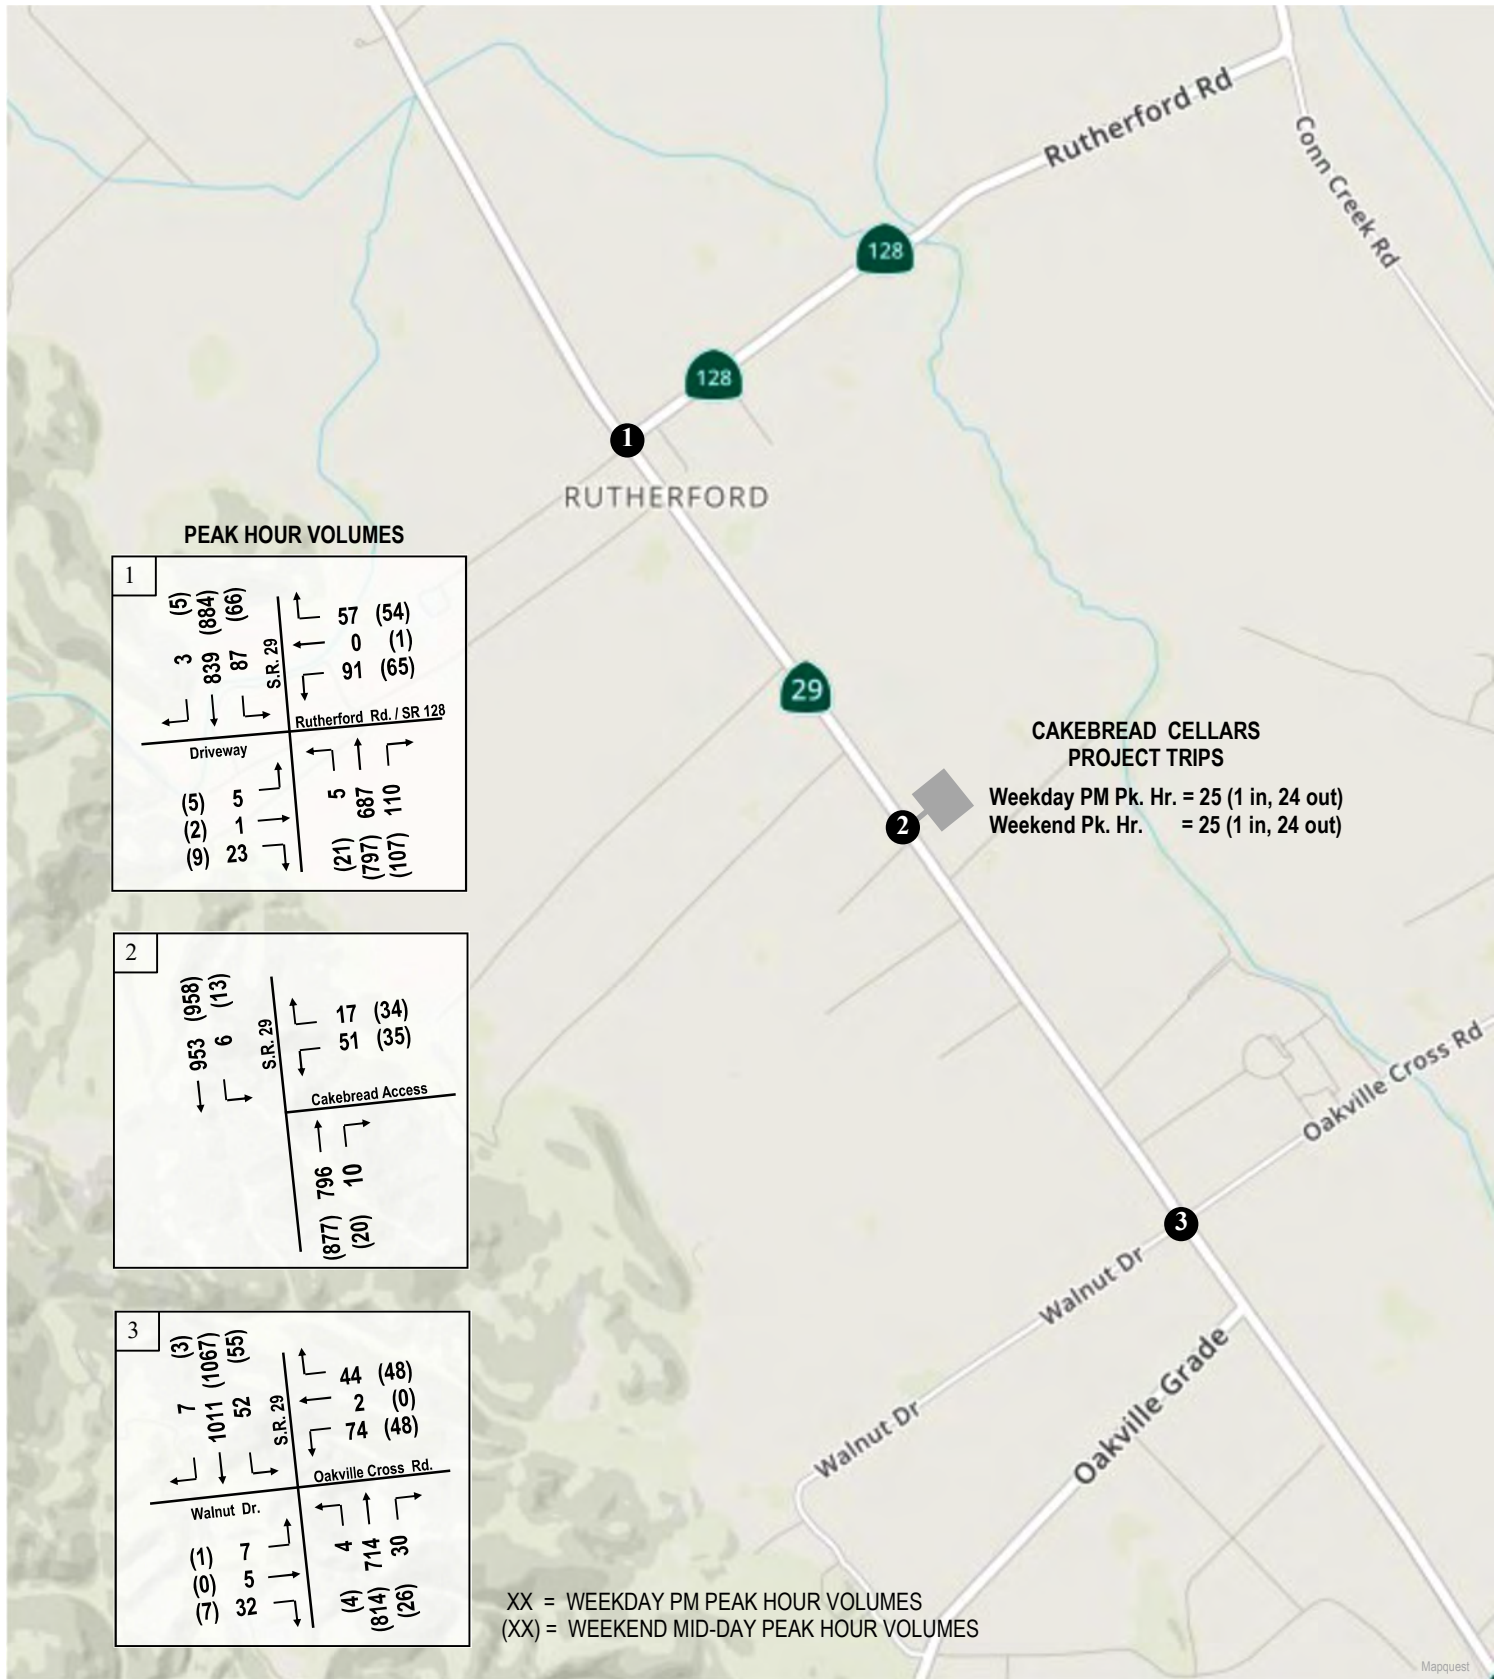 Rutherford Rd
Conn Creek Rd
128
128
1
RUTHERFORD
PEAK HOUR VOLUMES
1
(5) (884) (66)
3 839 87
S.R. 29
57 (54)
0 (1)
91 (65)
Rutherford Rd. / SR 128
Driveway
(5) 5
(2) 1
(9) 23
5 687 110
(21) (797) (107)
29
CAKEBREAD CELLARS
PROJECT TRIPS
Weekday PM Pk. Hr. = 25 (1 in, 24 out)
Weekend Pk. Hr. = 25 (1 in, 24 out)
2
2
(958) (13)
953 6
S.R. 29
17 (34)
51 (35)
Cakebread Access
796 10
(877) (20)
Oakville Cross Rd
3
Walnut Dr
Oakville Grade
Walnut Dr
3
(3) (1067) (55)
7 1011 52
S.R. 29
44 (48)
2 (0)
74 (48)
Oakville Cross Rd.
Walnut Dr.
(1) 7
(0) 5
(7) 32
4 714 30
(4) (814) (26)
XX = WEEKDAY PM PEAK HOUR VOLUMES
(XX) = WEEKEND MID-DAY PEAK HOUR VOLUMES
Mapquest